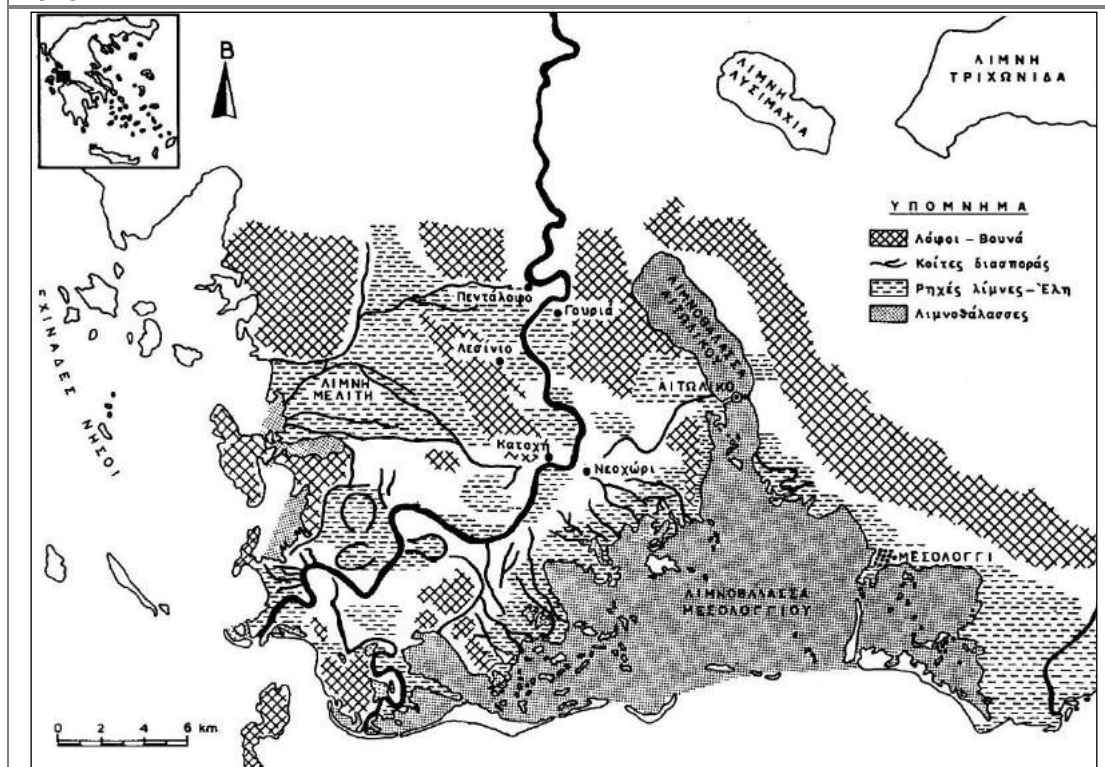 Β
ΛΙΜΝΗ
ΛΥΣΙΜΑΧΙΑ
ΛΙΜΝΗ
ΤΡΙΧΩΝΙΔΑ
ΥΠΟΜΝΗΜΑ
Λόφοι - Βουνά
Κοίτες διασποράς
Ρηχές λίμνες - Έλη
Λιμνοθάλασσες
ΕΧΙΝΑΔΕΣ
ΝΗΣΟΙ
Πεντάλοφο
Γουριά
Λεσίνιο
ΛΙΜΝΗ
ΜΕΛΙΤΗ
ΛΙΜΝΟΘΑΛΑΣΣΑ
ΑΙΤΩΛΙΚΟΥ
ΑΙΤΩΛΙΚΟ
Κατοχή
Νεοχώρι
ΜΕΣΟΛΟΓΓΙ
ΛΙΜΝΟΘΑΛΑΣΣΑ
ΜΕΣΟΛΟΓΓΙΟΥ
0 2 4 6 km